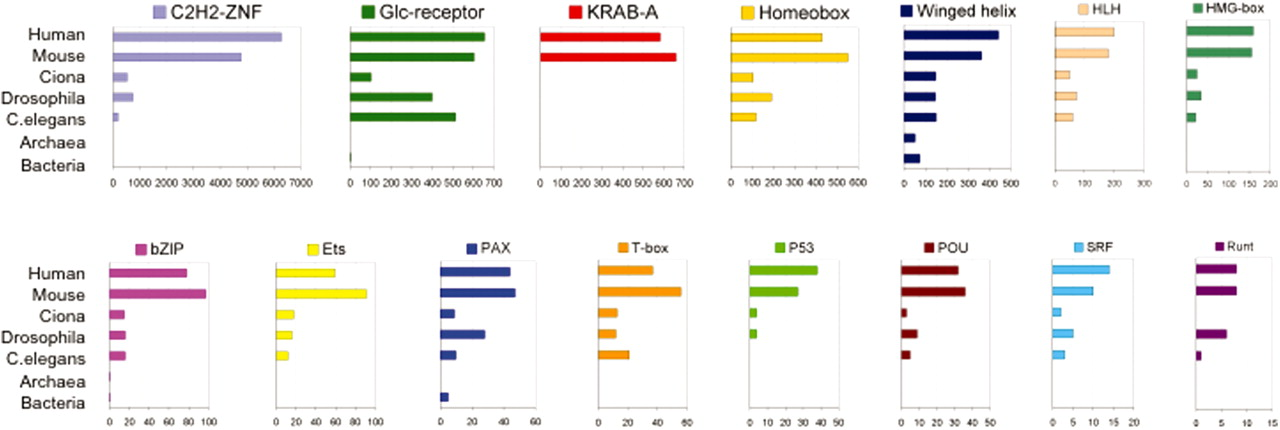 C2H2-ZNF Glc-receptor KRAB-A Homeobox Winged helix HLH HMG-box
Human
Mouse
Ciona
Drosophila
C.elegans
Archaea
Bacteria
0 1000 2000 3000 4000 5000 6000 7000 0 100 200 300 400 500 600 700 0 100 200 300 400 500 600 700 0 100 200 300 400 500 600 0 100 200 300 400 500 0 100 200 300 0 50 100 150 200
bZIP Ets PAX T-box P53 POU SRF Runt
Human
Mouse
Ciona
Drosophila
C.elegans
Archaea
Bacteria
0 20 40 60 80 100 0 20 40 60 80 100 0 20 40 60 0 20 40 60 0 10 20 30 40 50 0 10 20 30 40 50 0 5 10 15 20 0 5 10 15